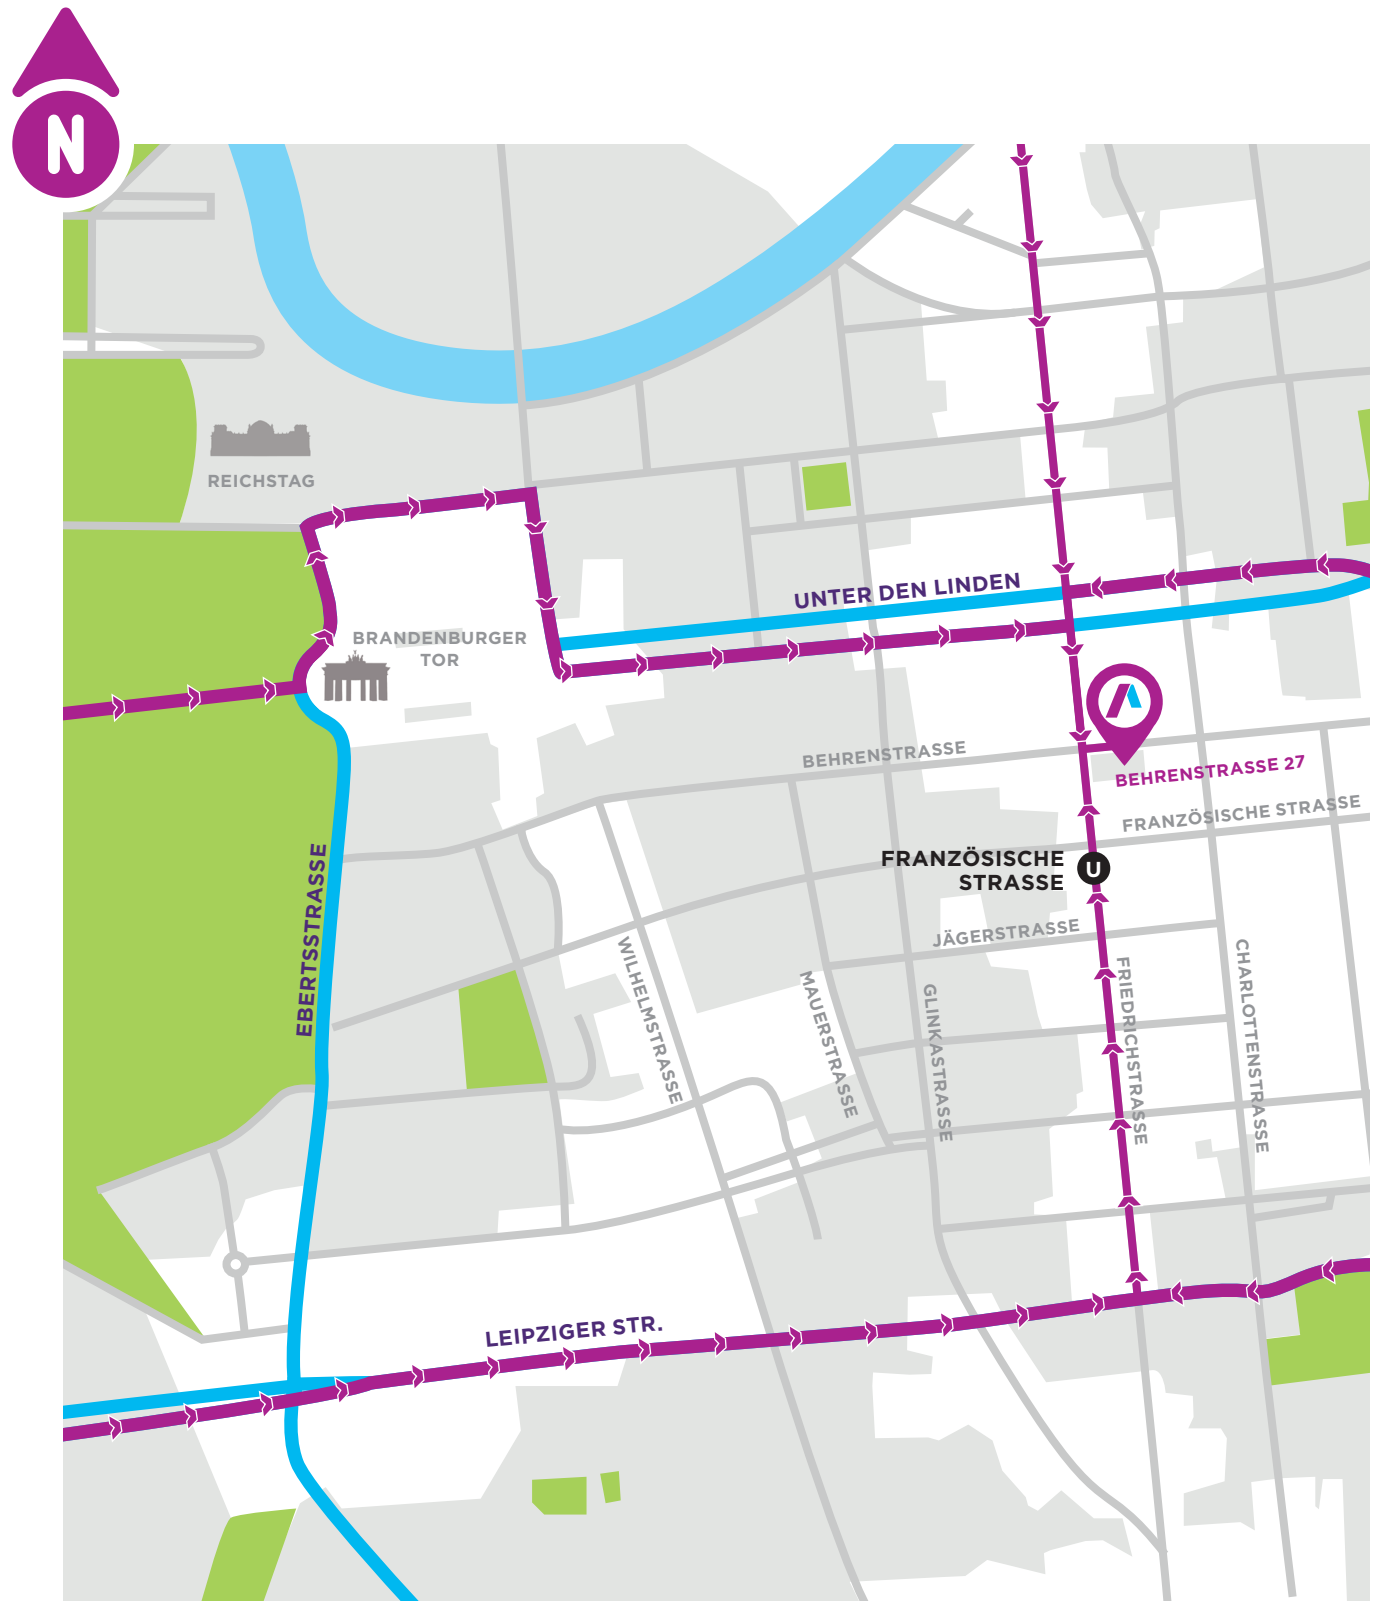 N
REICHSTAG
UNTER DEN LINDEN
BRANDENBURGER
TOR
BEHRENSTRASSE
BEHRENSTRASSE 27
FRANZÖSISCHE STRASSE
FRANZÖSISCHE
STRASSE
U
EBERTSSTRASSE
JÄGERSTRASSE
WILHELMSTRASSE
MAUERSTRASSE
GLINKASTRASSE
FRIEDRICHSTRASSE
CHARLOTTENSTRASSE
LEIPZIGER STR.